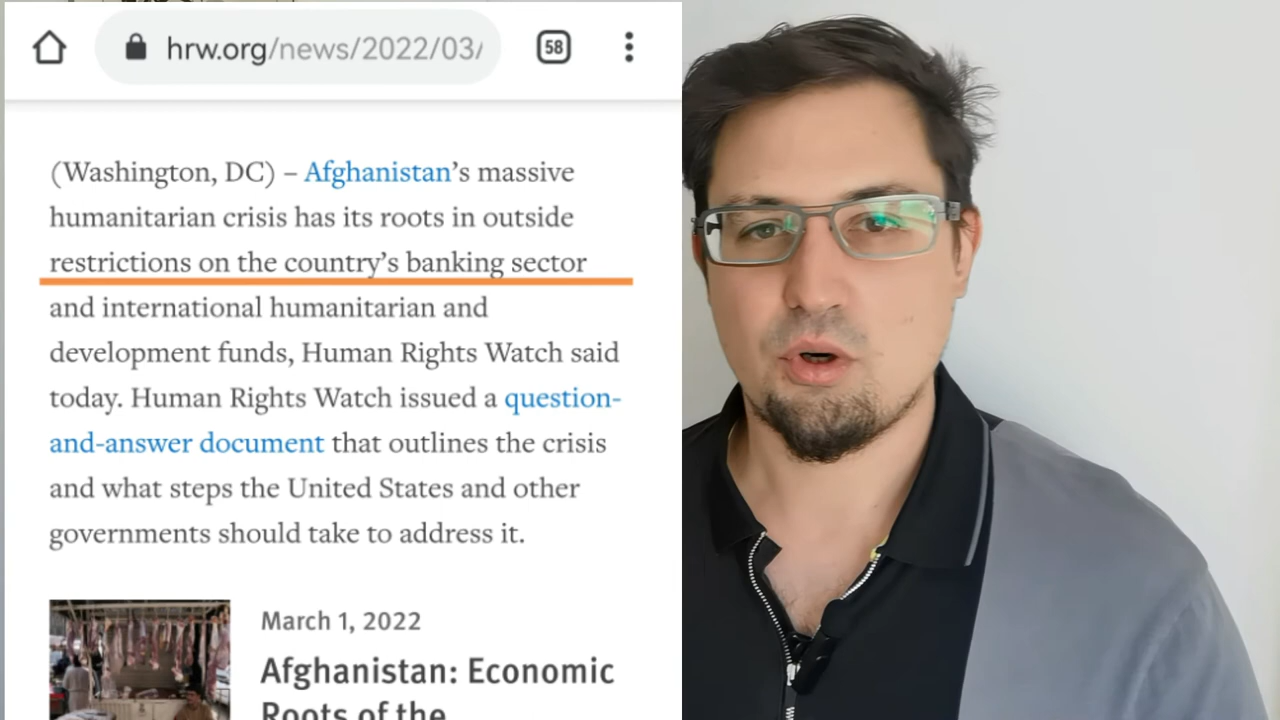 hrw.org/news/2022/03/
58
(Washington, DC) – Afghanistan's massive
humanitarian crisis has its roots in outside
restrictions on the country's banking sector
and international humanitarian and
development funds, Human Rights Watch said
today. Human Rights Watch issued a question-
and-answer document that outlines the crisis
and what steps the United States and other
governments should take to address it.
March 1, 2022
Afghanistan: Economic
Roots of the